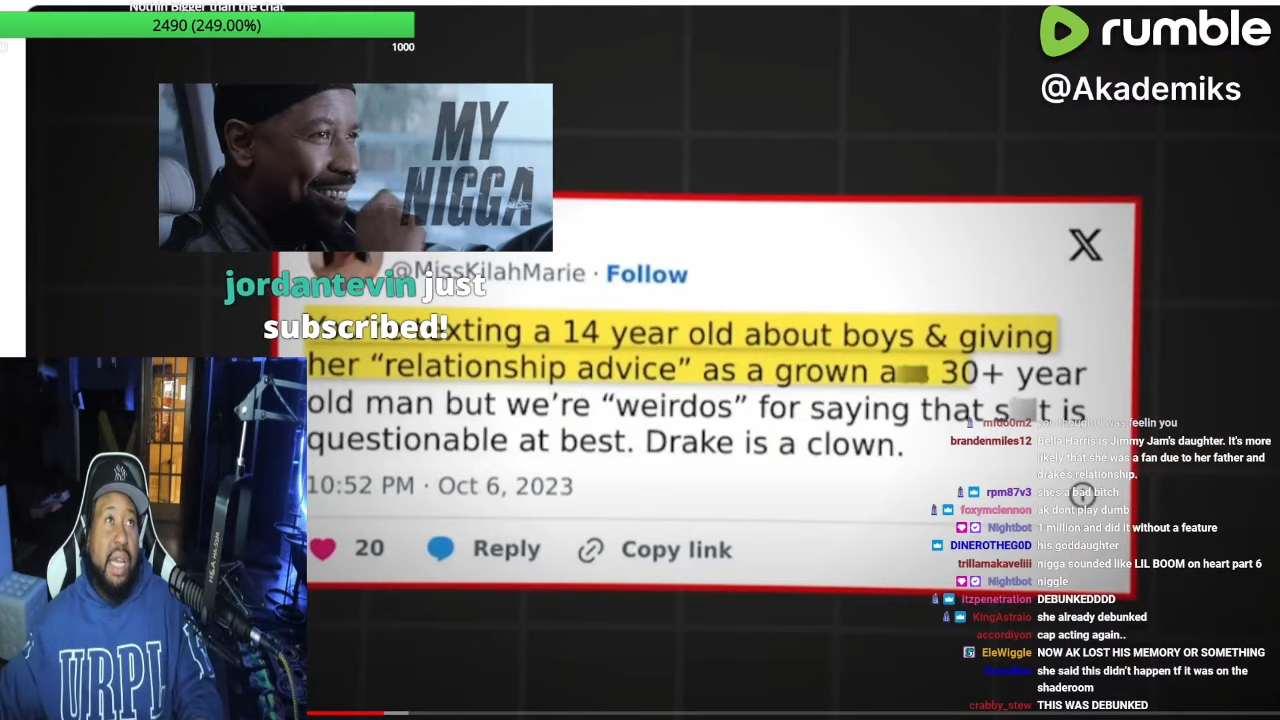 Nothin Bigger than the chat
2490 (249.00%)
1000
rumble
@Akademiks
MY
NIGGA
@MissKilahMarie · Follow
X
jordantevin just
subscribed!
texting a 14 year old about boys & giving
her “relationship advice” as a grown a 30+ year
old man but we’re “weirdos” for saying that s t is
questionable at best. Drake is a clown.
10:52 PM · Oct 6, 2023
20 Reply Copy link
URPL
mfdo0m2 you thought i was feelin you
brandenmiles12 Bella Harris is Jimmy Jam's daughter. It's more
likely that she was a fan due to her father and
drake's relationship.
rpm87v3 shes a bad bitch
foxymclennon ak dont play dumb
Nightbot 1 million and did it without a feature
DINEROTHEG0D his goddaughter
trillamakaveliii nigga sounded like LIL BOOM on heart part 6
Nightbot niggle
itzpenetration DEBUNKEDDDD
KingAstraio she already debunked
accordiyon cap acting again..
EleWiggle NOW AK LOST HIS MEMORY OR SOMETHING
she said this didn't happen tf it was on the
shaderoom
crabby_stew THIS WAS DEBUNKED